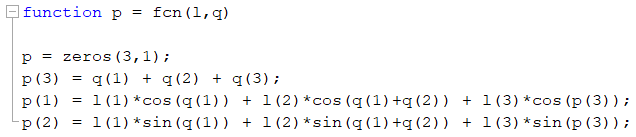 function p = fcn(l,q)
p = zeros(3,1);
p(3) = q(1) + q(2) + q(3);
p(1) = l(1)*cos(q(1)) + l(2)*cos(q(1)+q(2)) + l(3)*cos(p(3));
p(2) = l(1)*sin(q(1)) + l(2)*sin(q(1)+q(2)) + l(3)*sin(p(3));